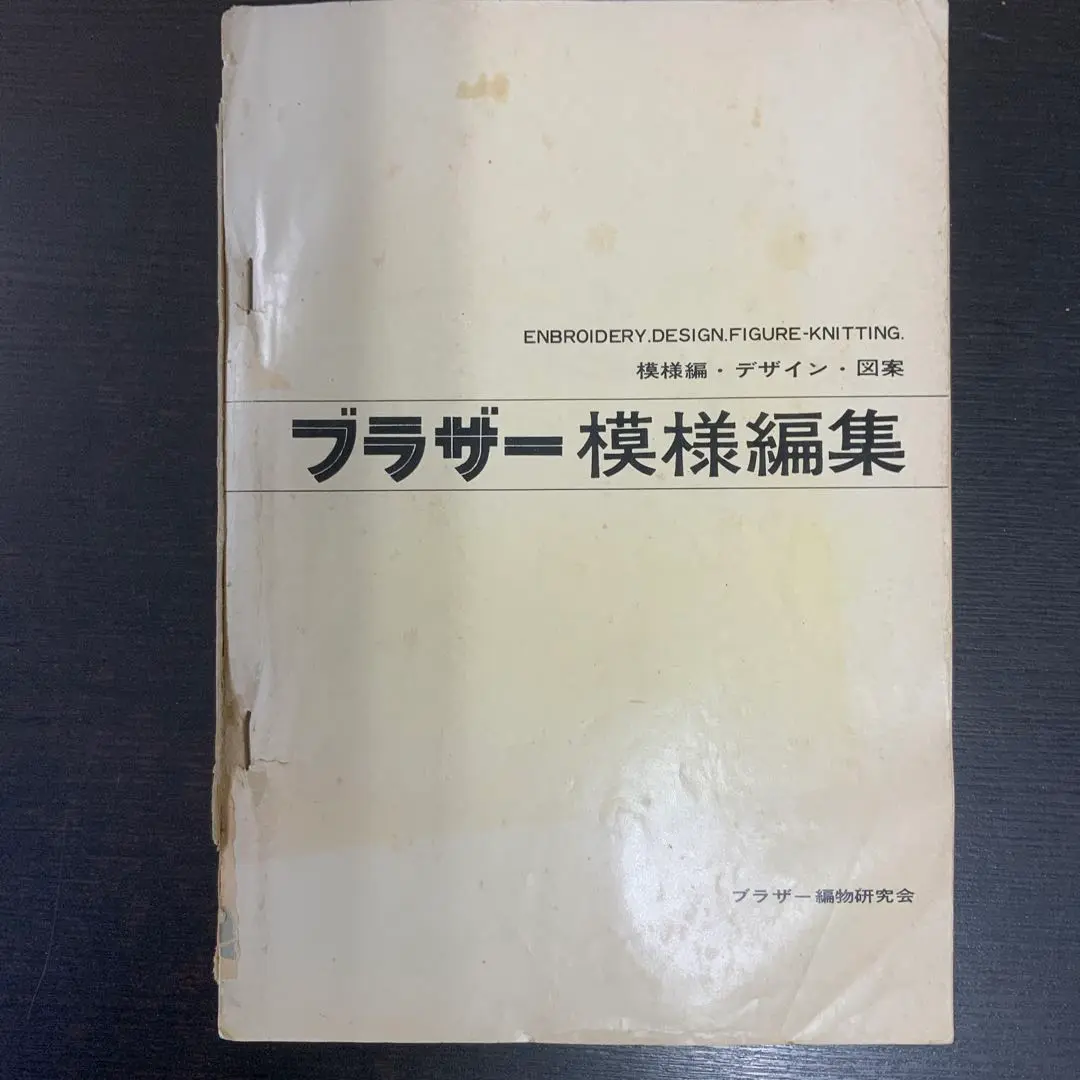 ENBROIDERY.DESIGN.FIGURE-KNITTING.
模様編・デザイン・図案
ブラザー模様編集
ブラザー編物研究会